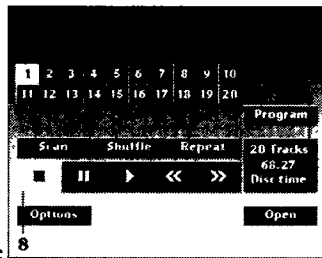 1 2 3 4 5 6 7 8 9 10
11 12 13 14 15 16 17 18 19 20
Program
Scan Shuffle Repeat
20 Tracks
68.27
Disc time
Options
Open
8